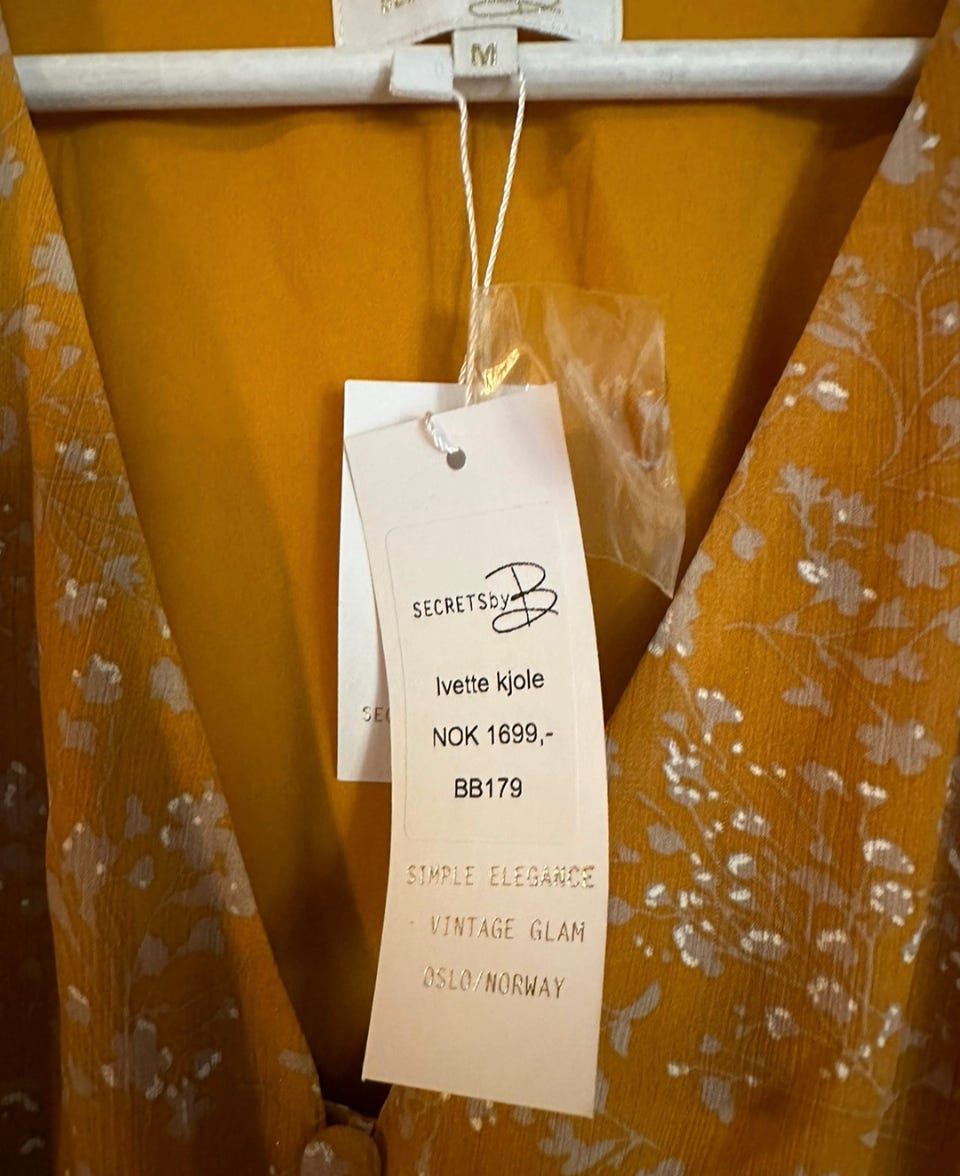 M
SECRETSbyB
Ivette kjole
NOK 1699,-
BB179
SIMPLE ELEGANCE
- VINTAGE GLAM
OSLO/NORWAY